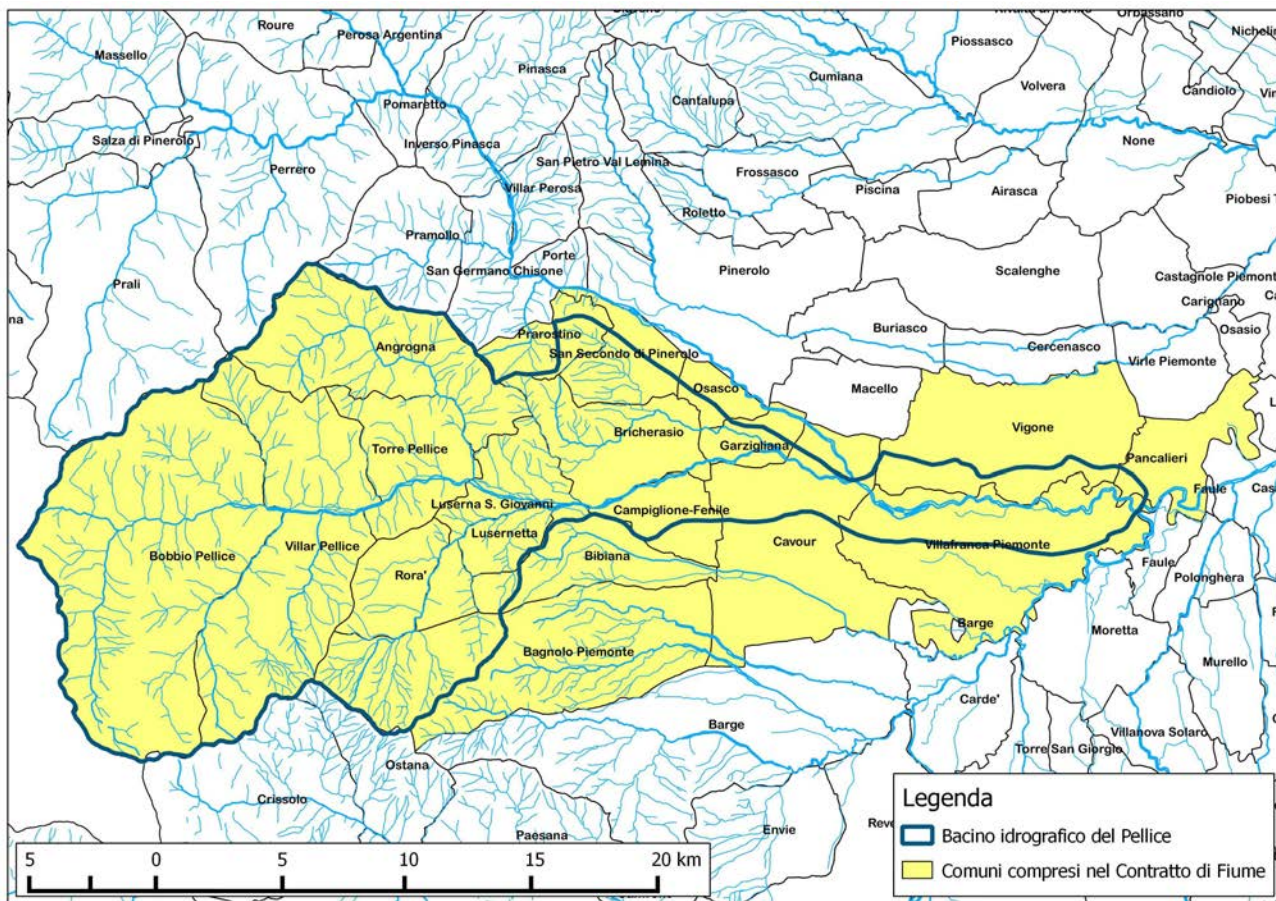 Roure
Perosa Argentina
Orbassano
Massello
Piossasco
Pinasca
Cumiana
Volvera
Candiolo
Cantalupa
Pomaretto
Salza di Pinerolo
Inverso Pinasca
None
San Pietro Val Lemina
Perrero
Frossasco
Villar Perosa
Piscina
Airasca
Roletto
Piobesi
Pramollo
Porte
San Germano Chisone
Pinerolo
Scalenghe
Prali
Castagnole Piemont
Carignano
Buriasco
Osasio
Prarostino
Angrogna
Cercenasco
San Secondo di Pinerolo
Virle Piemonte
Osasco
Macello
Vigone
Bricherasio
Torre Pellice
Garzigliana
Pancalieri
Faule
Luserna S. Giovanni
Campiglione-Fenile
Lusernetta
Cavour
Villafranca Piemonte
Bobbio Pellice
Villar Pellice
Bibiana
Rora'
Faule
Polonghera
Barge
Moretta
Bagnolo Piemonte
Murello
Carde'
Barge
Villanova Solaro
Torre San Giorgio
Ostana
Crissolo
Paesana
Envie
Legenda
Bacino idrografico del Pellice
Comuni compresi nel Contratto di Fiume
5 0 5 10 15 20 km